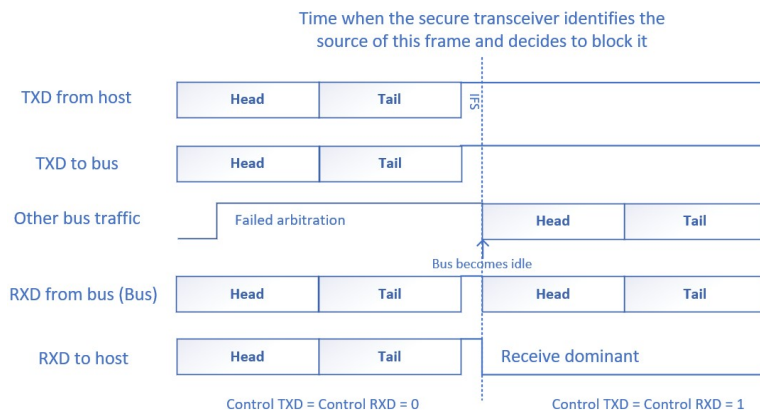 Time when the secure transceiver identifies the
source of this frame and decides to block it
TXD from host
Head
Tail
IFS
TXD to bus
Head
Tail
Other bus traffic
Failed arbitration
Head
Tail
Bus becomes idle
RXD from bus (Bus)
Head
Tail
Head
Tail
RXD to host
Head
Tail
Receive dominant
Control TXD = Control RXD = 0
Control TXD = Control RXD = 1